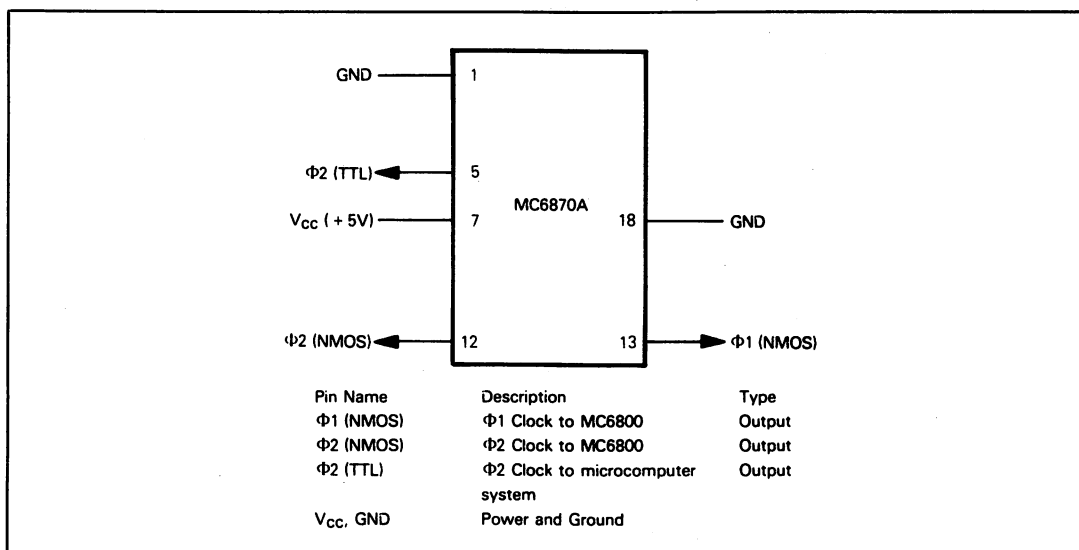 GND 1
Φ2 (TTL) 5
MC6870A
V_CC (+5V) 7 18 GND
Φ2 (NMOS) 12 13 Φ1 (NMOS)
Pin Name Description Type
Φ1 (NMOS) Φ1 Clock to MC6800 Output
Φ2 (NMOS) Φ2 Clock to MC6800 Output
Φ2 (TTL) Φ2 Clock to microcomputer Output
system
V_CC, GND Power and Ground